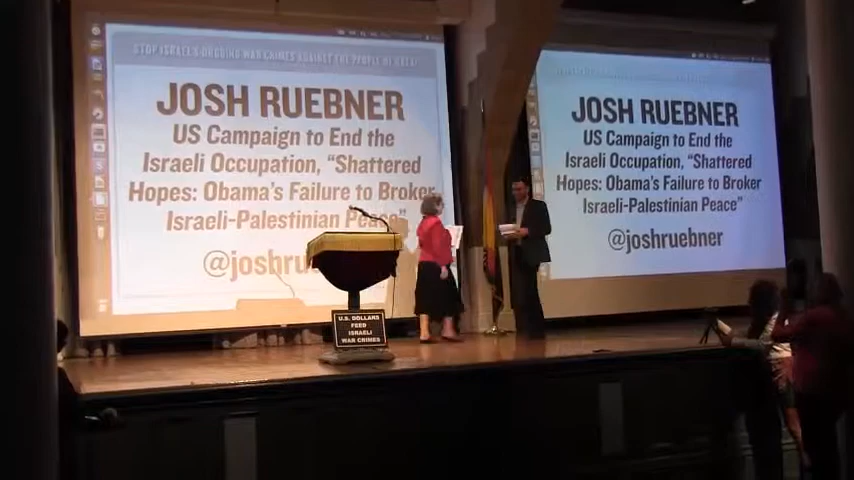 STOP ISRAEL'S ONGOING WAR CRIMES AGAINST THE PEOPLE OF GAZA!
JOSH RUEBNER
US Campaign to End the
Israeli Occupation, "Shattered
Hopes: Obama's Failure to Broker
Israeli-Palestinian Peace"
@joshrue
JOSH RUEBNER
US Campaign to End the
Israeli Occupation, "Shattered
Hopes: Obama's Failure to Broker
Israeli-Palestinian Peace"
@joshruebner
U.S. DOLLARS
FEED
ISRAELI
WAR CRIMES